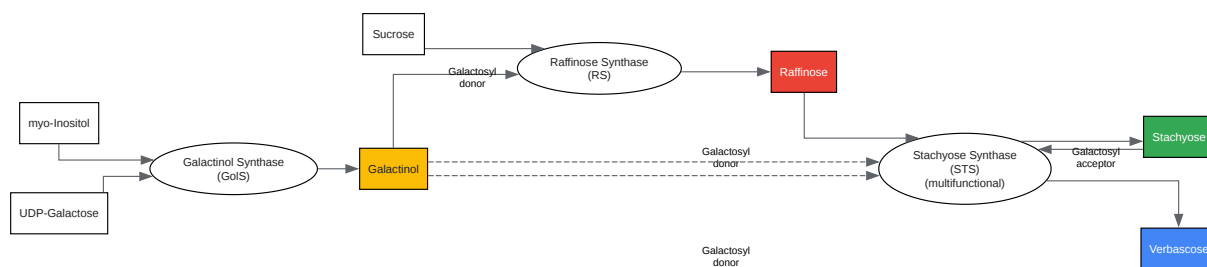 Sucrose
Raffinose Synthase
(RS)
Galactosyl
donor
Raffinose
myo-Inositol
Galactinol Synthase
(GolS)
Galactinol
UDP-Galactose
Galactosyl
donor
Stachyose Synthase
(STS)
(multifunctional)
Stachyose
Galactosyl
acceptor
Galactosyl
donor
Verbascose